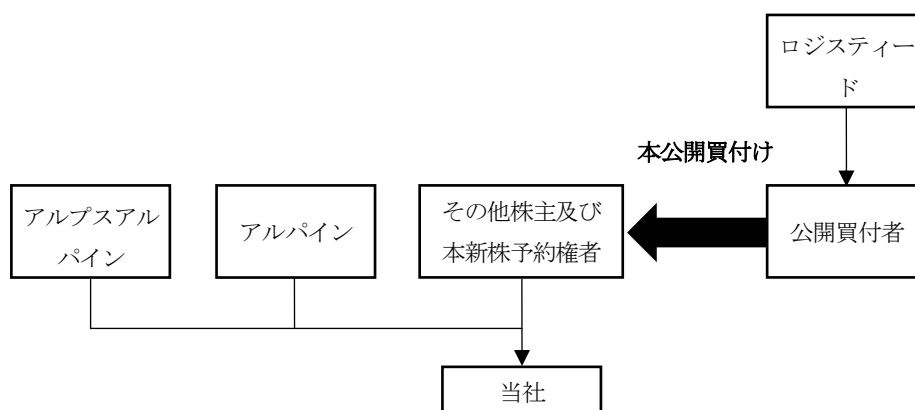 ロジスティー
ド
本公開買付け
アルプスアル
パイン
アルパイン
その他株主及び
本新株予約権者
公開買付者
当社